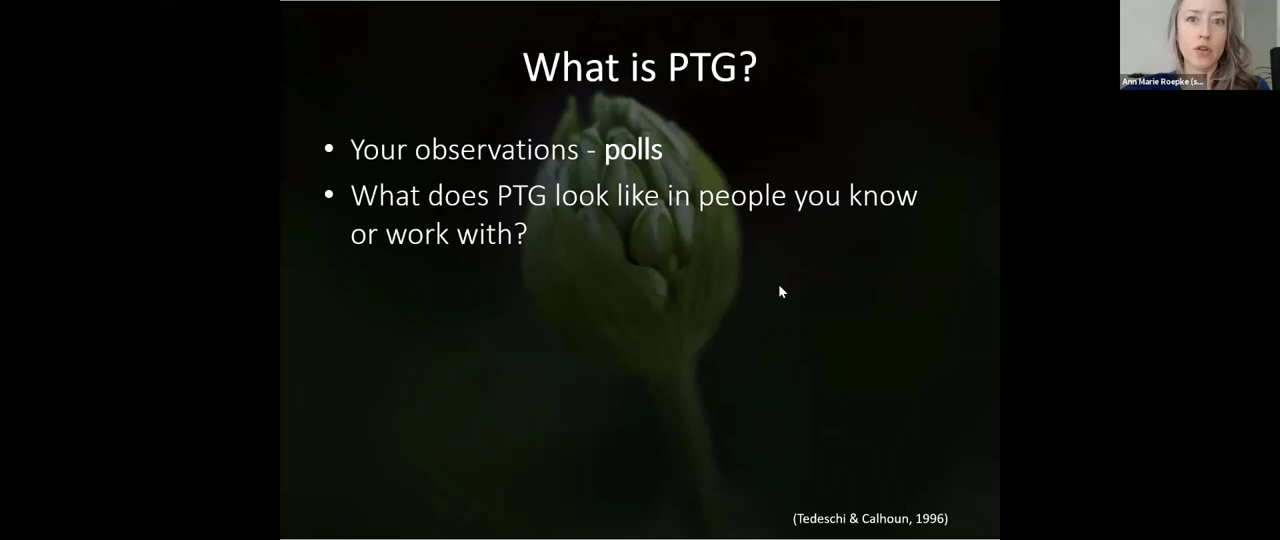 What is PTG?
Ann Marie Roepke (s...
• Your observations - polls
• What does PTG look like in people you know
or work with?
(Tedeschi & Calhoun, 1996)